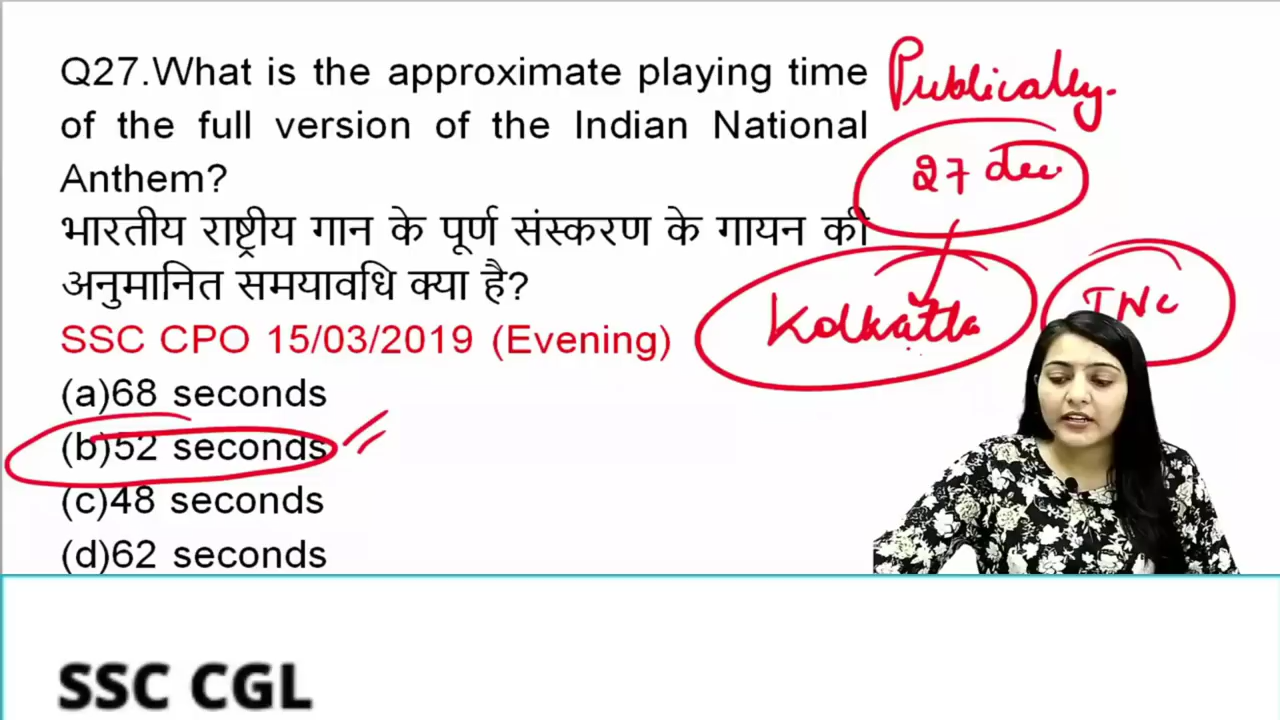 Q27.What is the approximate playing time
of the full version of the Indian National
Anthem?
भारतीय राष्ट्रीय गान के पूर्ण संस्करण के गायन की
अनुमानित समयावधि क्या है?
SSC CPO 15/03/2019 (Evening)
(a)68 seconds
(b)52 seconds
(c)48 seconds
(d)62 seconds
Publically.
27 dec
Kolkatta
INC
SSC CGL